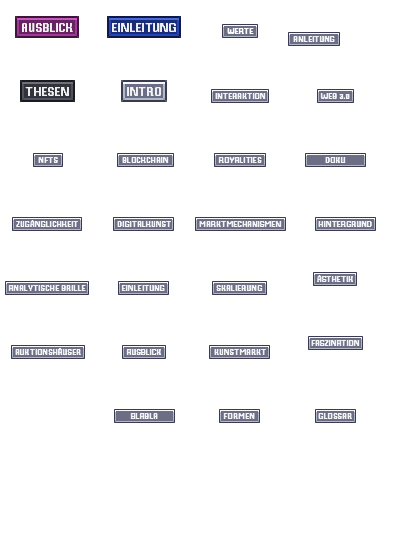 AUSBLICK EINLEITUNG WERTE ANLEITUNG
THESEN INTRO INTERAKTION WEB 3.0
NFTS BLOCKCHAIN ROYALITIES DOKU
ZUGÄNGLICHKEIT DIGITALKUNST MARKTMECHANISMEN HINTERGRUND
ANALYTISCHE BRILLE EINLEITUNG SKALIERUNG ÄSTHETIK
AUKTIONSHÄUSER AUSBLICK KUNSTMARKT FASZINATION
BLABLA FORMEN GLOSSAR